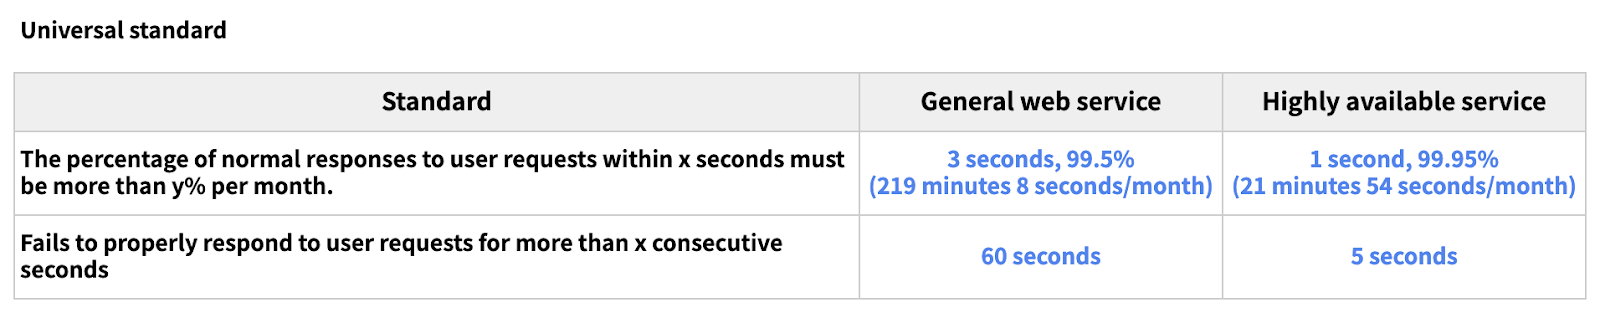 Universal standard
Standard
General web service
Highly available service
The percentage of normal responses to user requests within x seconds must
be more than y% per month.
3 seconds, 99.5%
(219 minutes 8 seconds/month)
1 second, 99.95%
(21 minutes 54 seconds/month)
Fails to properly respond to user requests for more than x consecutive
seconds
60 seconds
5 seconds